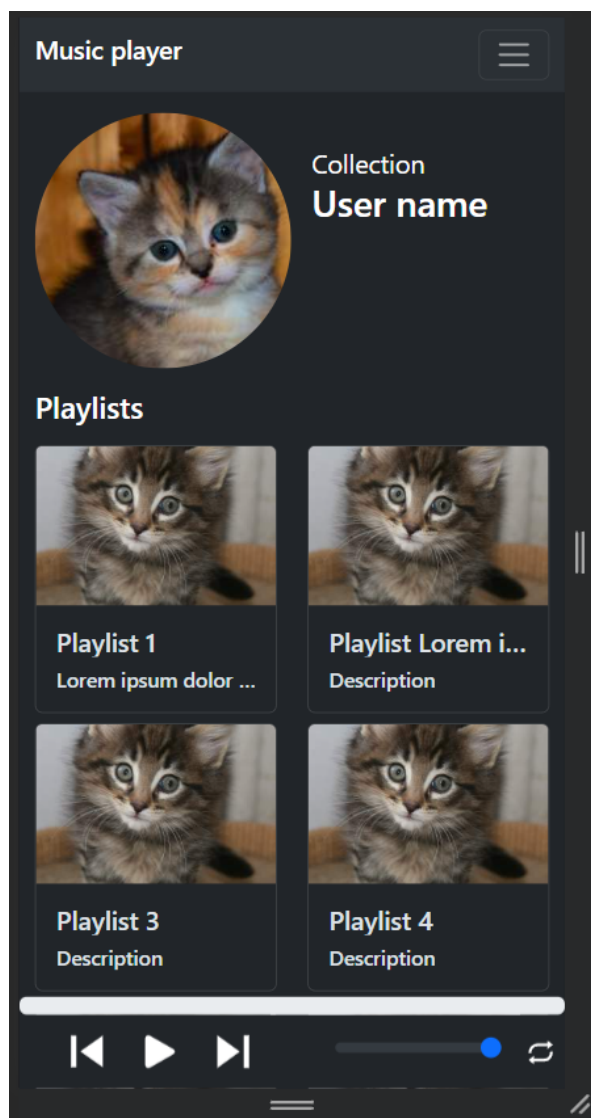 Music player
Collection
User name
Playlists
Playlist 1
Lorem ipsum dolor ...
Playlist Lorem i...
Description
Playlist 3
Description
Playlist 4
Description